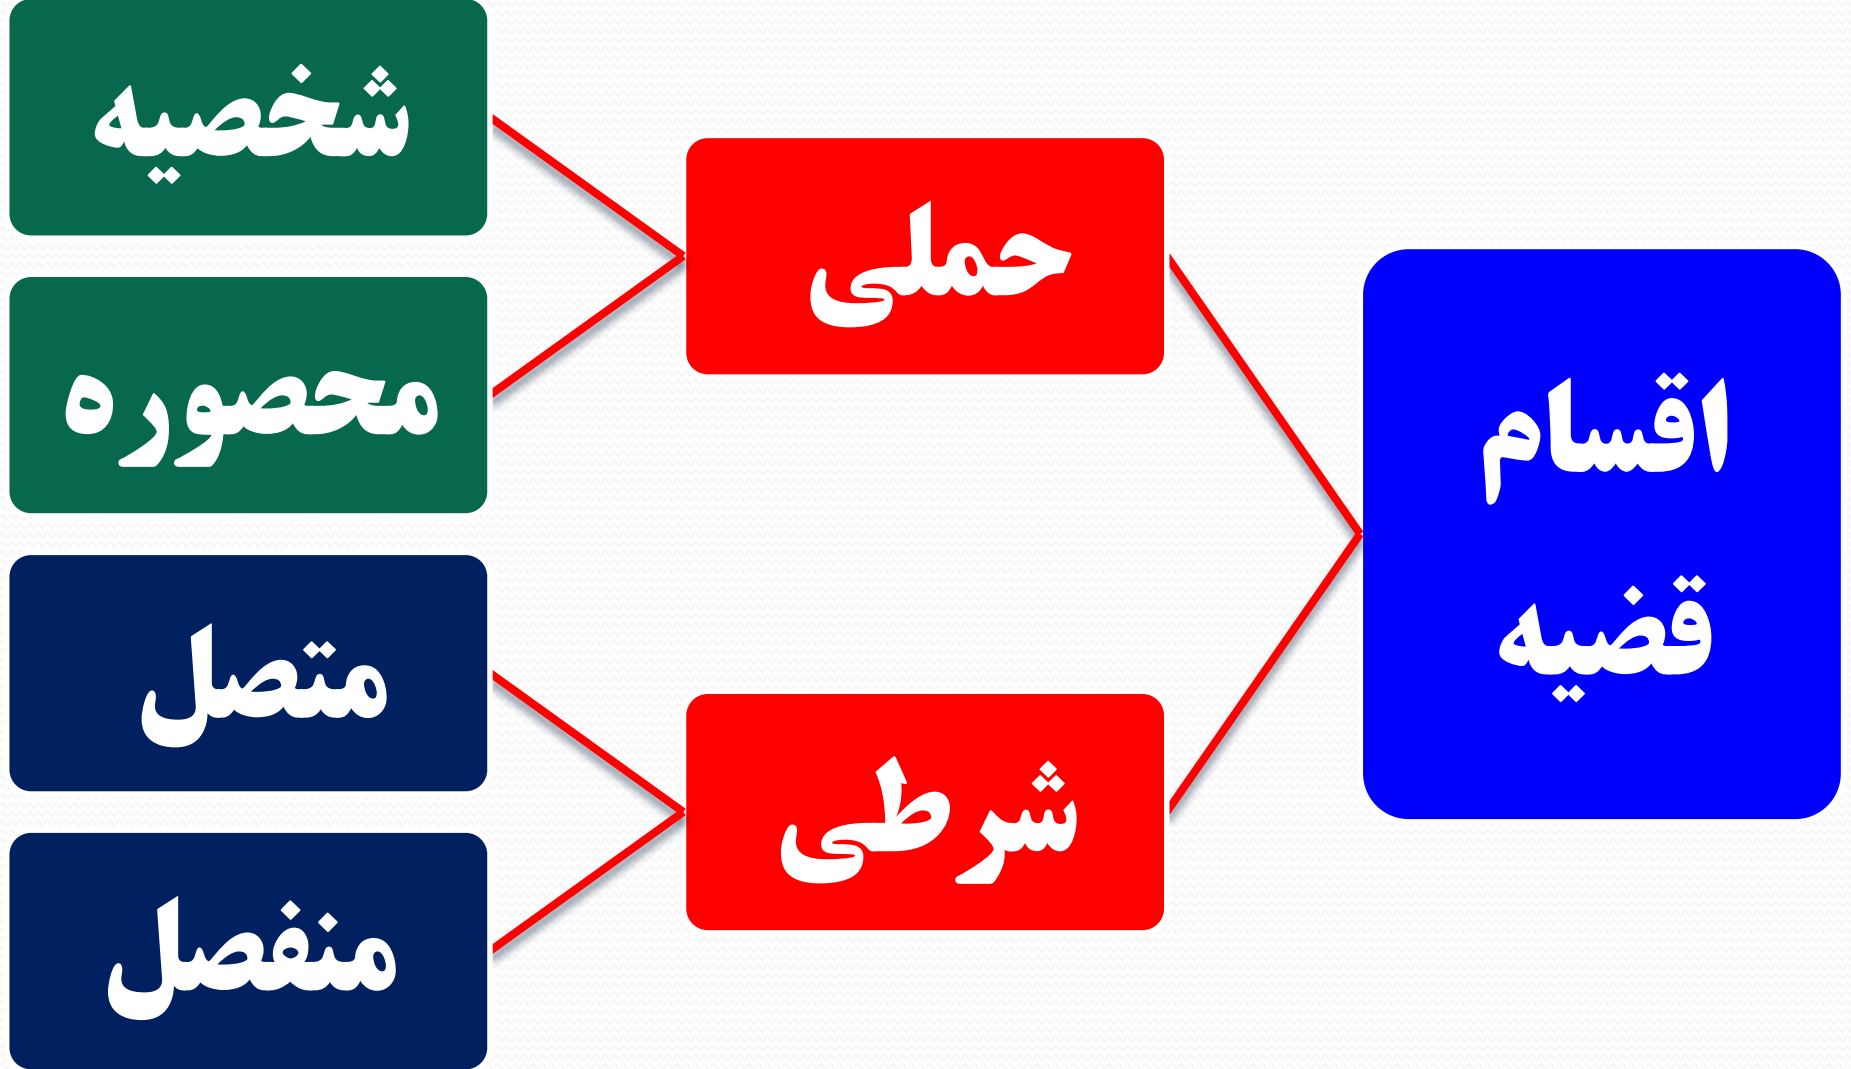 اقسام
قضیه
حملی
شخصیه
محصوره
شرطی
متصل
منفصل